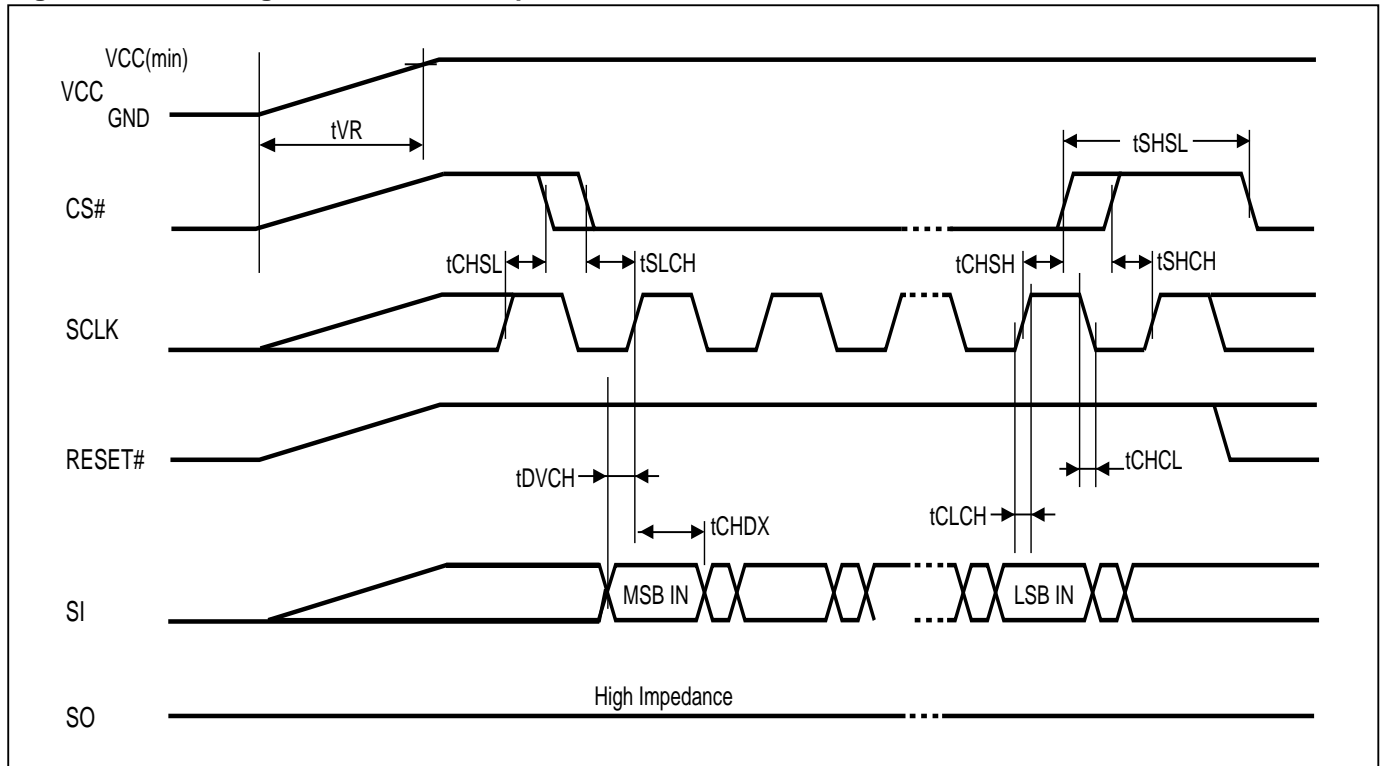 VCC(min)
VCC
GND
tVR
tSHSL
CS#
tCHSL
tSLCH
tCHSH
tSHCH
SCLK
RESET#
tDVCH
tCHCL
tCLCH
tCHDX
SI
MSB IN
LSB IN
High Impedance
SO